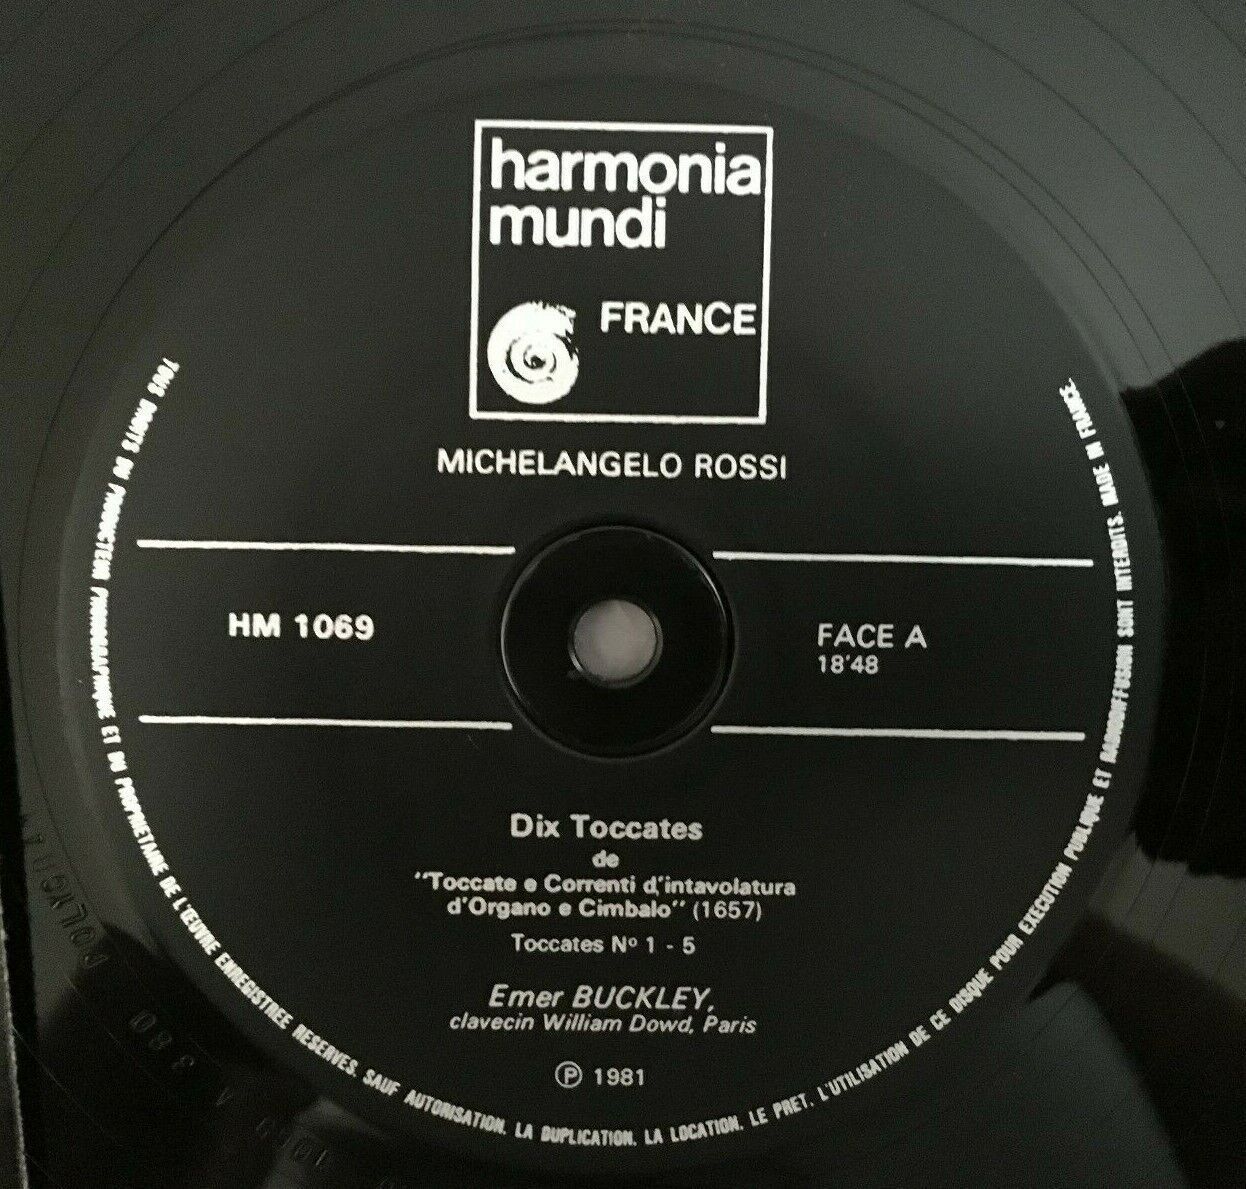 harmonia
mundi
FRANCE
MICHELANGELO ROSSI
HM 1069
FACE A
18'48
Dix Toccates
de
"Toccate e Correnti d'intavolatura
d'Organo e Cimbalo" (1657)
Toccates Nº 1 - 5
Emer BUCKLEY,
clavecin William Dowd, Paris
℗ 1981
TOUS DROITS DU PRODUCTEUR PHONOGRAPHIQUE ET DU PROPRIETAIRE DE L'ŒUVRE ENREGISTREE RESERVES. SAUF AUTORISATION, LA DUPLICATION, LA LOCATION, LE PRET, L'UTILISATION DE CE DISQUE POUR EXECUTION PUBLIQUE ET RADIODIFFUSION SONT INTERDITS. MADE IN FRANCE.